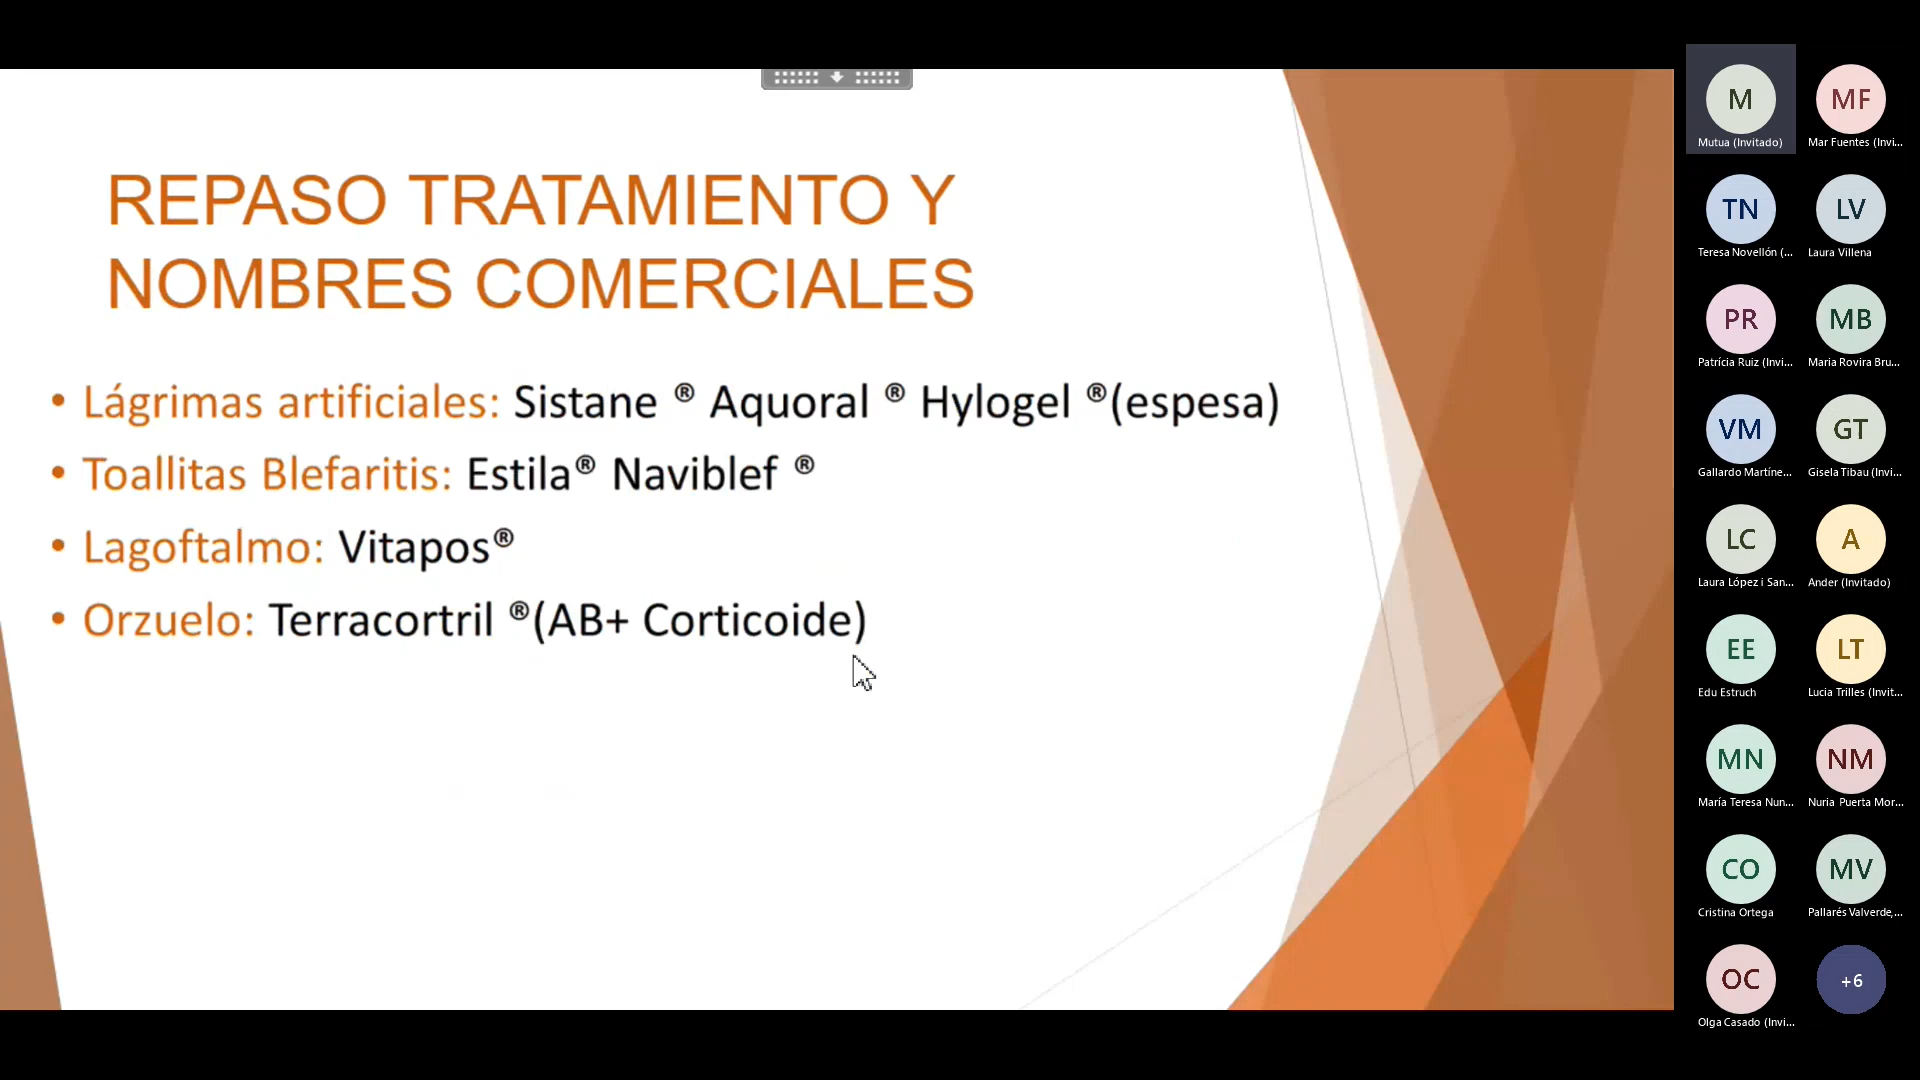 REPASO TRATAMIENTO Y
NOMBRES COMERCIALES
• Lágrimas artificiales: Sistane ® Aquoral ® Hylogel ®(espesa)
• Toallitas Blefaritis: Estila® Naviblef ®
• Lagoftalmo: Vitapos®
• Orzuelo: Terracortril ®(AB+ Corticoide)
M
MF
Mutua (Invitado)
Mar Fuentes (Invi...
TN
LV
Teresa Novellón (...
Laura Villena
PR
MB
Patrícia Ruiz (Invi...
Maria Rovira Bru...
VM
GT
Gallardo Martíne...
Gisela Tibau (Invi...
LC
A
Laura López i San...
Ander (Invitado)
EE
LT
Edu Estruch
Lucia Trilles (Invit...
MN
NM
María Teresa Nun...
Nuria Puerta Mor...
CO
MV
Cristina Ortega
Pallarés Valverde,...
OC
+6
Olga Casado (Invi...